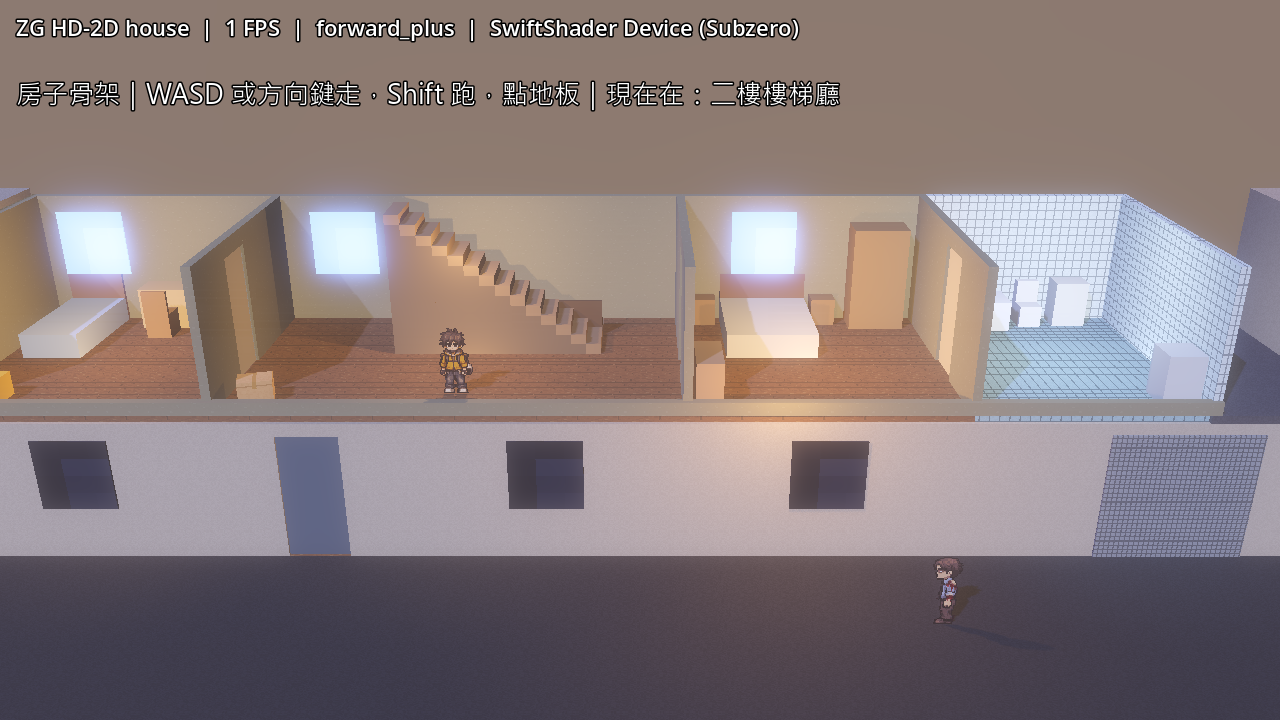 ZG HD-2D house | 1 FPS | forward_plus | SwiftShader Device (Subzero)
房子骨架 | WASD 或方向鍵走，Shift 跑，點地板 | 現在在：二樓樓梯廳